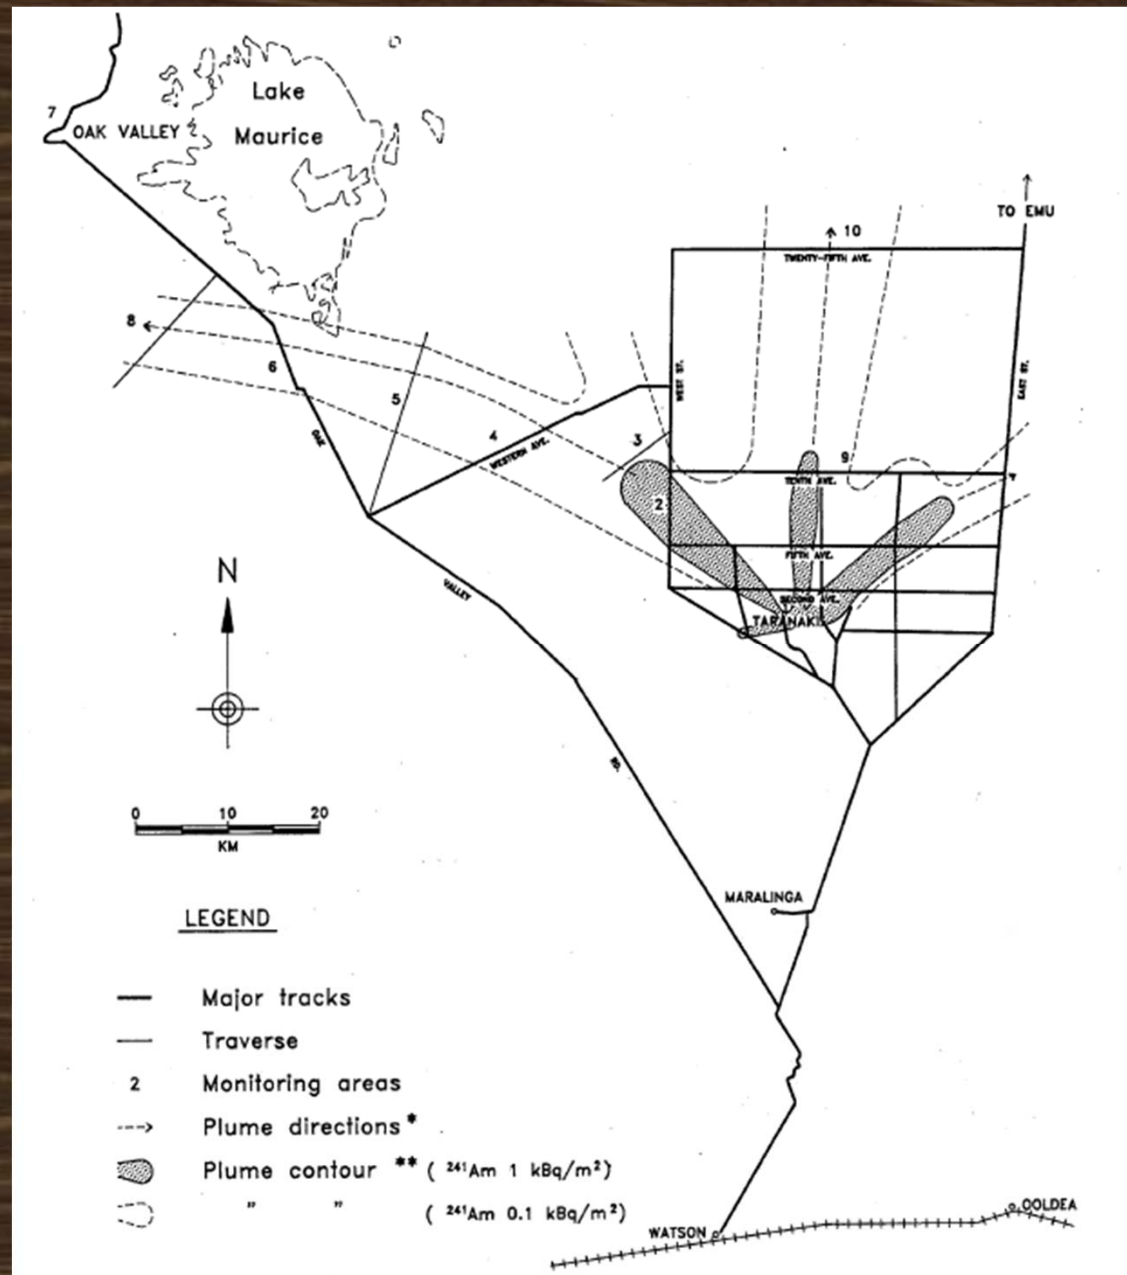 Lake
Maurice
7
OAK VALLEY
TO EMU
10
TWENTY-FIFTH AVE.
8
6
5
4
WESTERN AVE.
3
WEST ST.
EAST ST.
9
TENTH AVE.
2
FIFTH AVE.
SECOND AVE.
TARANAKI
OAK
VALLEY
RD.
N
0 10 20
KM
MARALINGA
LEGEND
Major tracks
Traverse
2 Monitoring areas
Plume directions *
Plume contour ** ( ²⁴¹Am 1 kBq/m²)
" " ( ²⁴¹Am 0.1 kBq/m²)
WATSON
OOLDEA